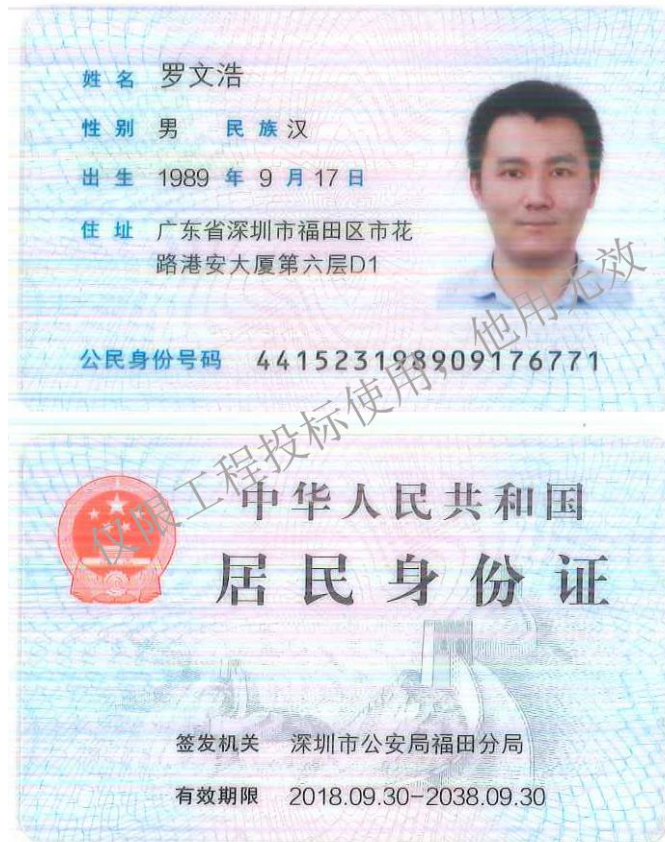 姓名 罗文浩
性别 男 民族 汉
出生 1989 年 9 月 17 日
住址 广东省深圳市福田区市花
路港安大厦第六层D1
公民身份号码 441523198909176771
仅限工程投标使用，他用无效
中华人民共和国
居民身份证
签发机关 深圳市公安局福田分局
有效期限 2018.09.30-2038.09.30